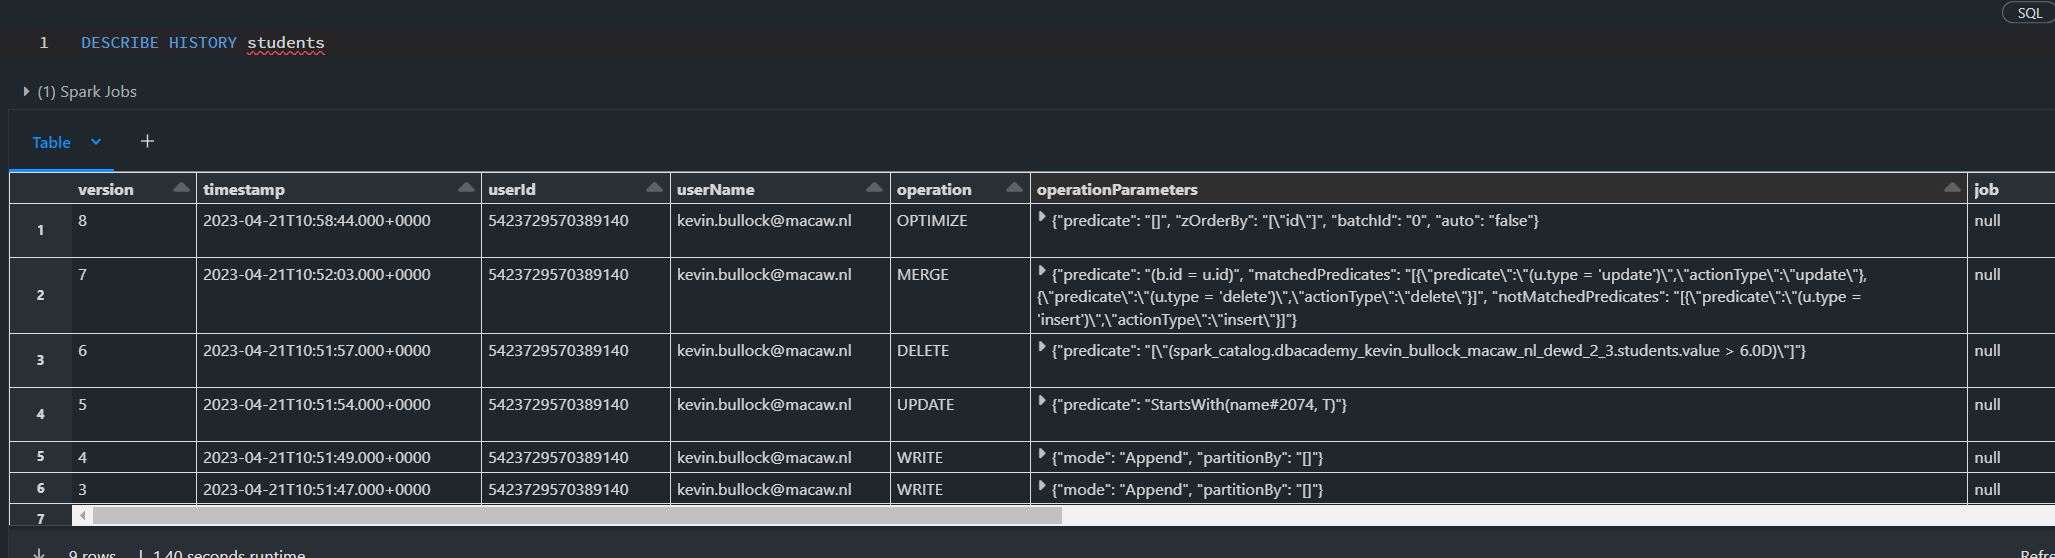 SQL
1 DESCRIBE HISTORY students
(1) Spark Jobs
Table +
version timestamp userId userName operation operationParameters job
1 8 2023-04-21T10:58:44.000+0000 5423729570389140 kevin.bullock@macaw.nl OPTIMIZE {"predicate": "[]", "zOrderBy": "[\"id\"]", "batchId": "0", "auto": "false"} null
2 7 2023-04-21T10:52:03.000+0000 5423729570389140 kevin.bullock@macaw.nl MERGE {"predicate": "(b.id = u.id)", "matchedPredicates": "[{\"predicate\":\"(u.type = 'update')\",\"actionType\":\"update\"}, null
{\"predicate\":\"(u.type = 'delete')\",\"actionType\":\"delete\"}]", "notMatchedPredicates": "[{\"predicate\":\"(u.type =
'insert')\",\"actionType\":\"insert\"}]"}
3 6 2023-04-21T10:51:57.000+0000 5423729570389140 kevin.bullock@macaw.nl DELETE {"predicate": "[\"(spark_catalog.dbacademy_kevin_bullock_macaw_nl_dewd_2_3.students.value > 6.0D)\"]"} null
4 5 2023-04-21T10:51:54.000+0000 5423729570389140 kevin.bullock@macaw.nl UPDATE {"predicate": "StartsWith(name#2074, T)"} null
5 4 2023-04-21T10:51:49.000+0000 5423729570389140 kevin.bullock@macaw.nl WRITE {"mode": "Append", "partitionBy": "[]"} null
6 3 2023-04-21T10:51:47.000+0000 5423729570389140 kevin.bullock@macaw.nl WRITE {"mode": "Append", "partitionBy": "[]"} null
7
9 rows | 1.40 seconds runtime Refre